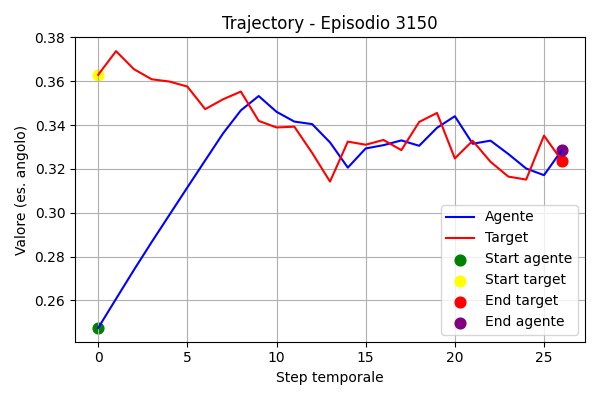 Trajectory - Episodio 3150
Valore (es. angolo)
0.38
0.36
0.34
0.32
0.30
0.28
0.26
0
5
10
15
20
25
Step temporale
Agente
Target
Start agente
Start target
End target
End agente